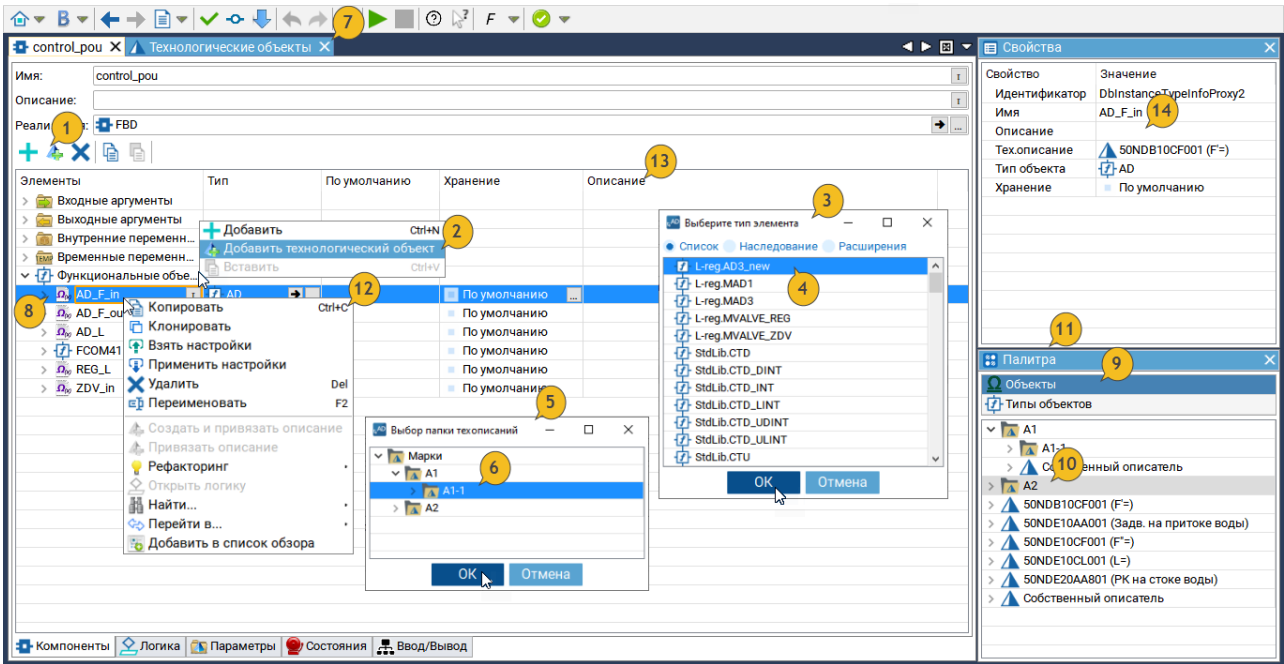 B
F
7
control_pou
Технологические объекты
Имя:
control_pou
Описание:
Реали
FBD
1
13
Элементы
Тип
По умолчанию
Хранение
Описание
Входные аргументы
Выходные аргументы
Внутренние переменн...
TEMP
Временные переменн...
Функциональные объе...
AD_F_in
AD
По умолчанию
AD_F_ou
По умолчанию
AD_L
По умолчанию
FCOM41
По умолчанию
REG_L
По умолчанию
ZDV_in
По умолчанию
8
Добавить
Ctrl+N
2
Добавить технологический объект
Вставить
Ctrl+V
12
Копировать
Ctrl+C
Клонировать
Взять настройки
Применить настройки
Удалить
Del
Переименовать
F2
Создать и привязать описание
Привязать описание
Рефакторинг
Открыть логику
Найти...
Перейти в...
Добавить в список обзора
3
Выберите тип элемента
Список
Наследование
Расширения
L-reg.AD3_new
4
L-reg.MAD1
L-reg.MAD3
L-reg.MVALVE_REG
L-reg.MVALVE_ZDV
StdLib.CTD
StdLib.CTD_DINT
StdLib.CTD_INT
StdLib.CTD_LINT
StdLib.CTD_UDINT
StdLib.CTD_ULINT
StdLib.CTU
OK
Отмена
5
Выбор папки техописаний
Марки
6
A1
A1-1
A2
OK
Отмена
Компоненты
Логика
Параметры
Состояния
Ввод/Вывод
Свойства
Свойство
Значение
Идентификатор
DbInstanceTypeInfoProxy2
Имя
AD_F_in
14
Описание
Тех.описание
50NDB10CF001 (F'=)
Тип объекта
AD
Хранение
По умолчанию
11
Палитра
9
Объекты
Типы объектов
A1
A1-1
10
A2
50NDB10CF001 (F'=)
50NDE10AA001 (Задв. на притоке воды)
50NDE10CF001 (F"=)
50NDE10CL001 (L=)
50NDE20AA801 (РК на стоке воды)
Собственный описатель